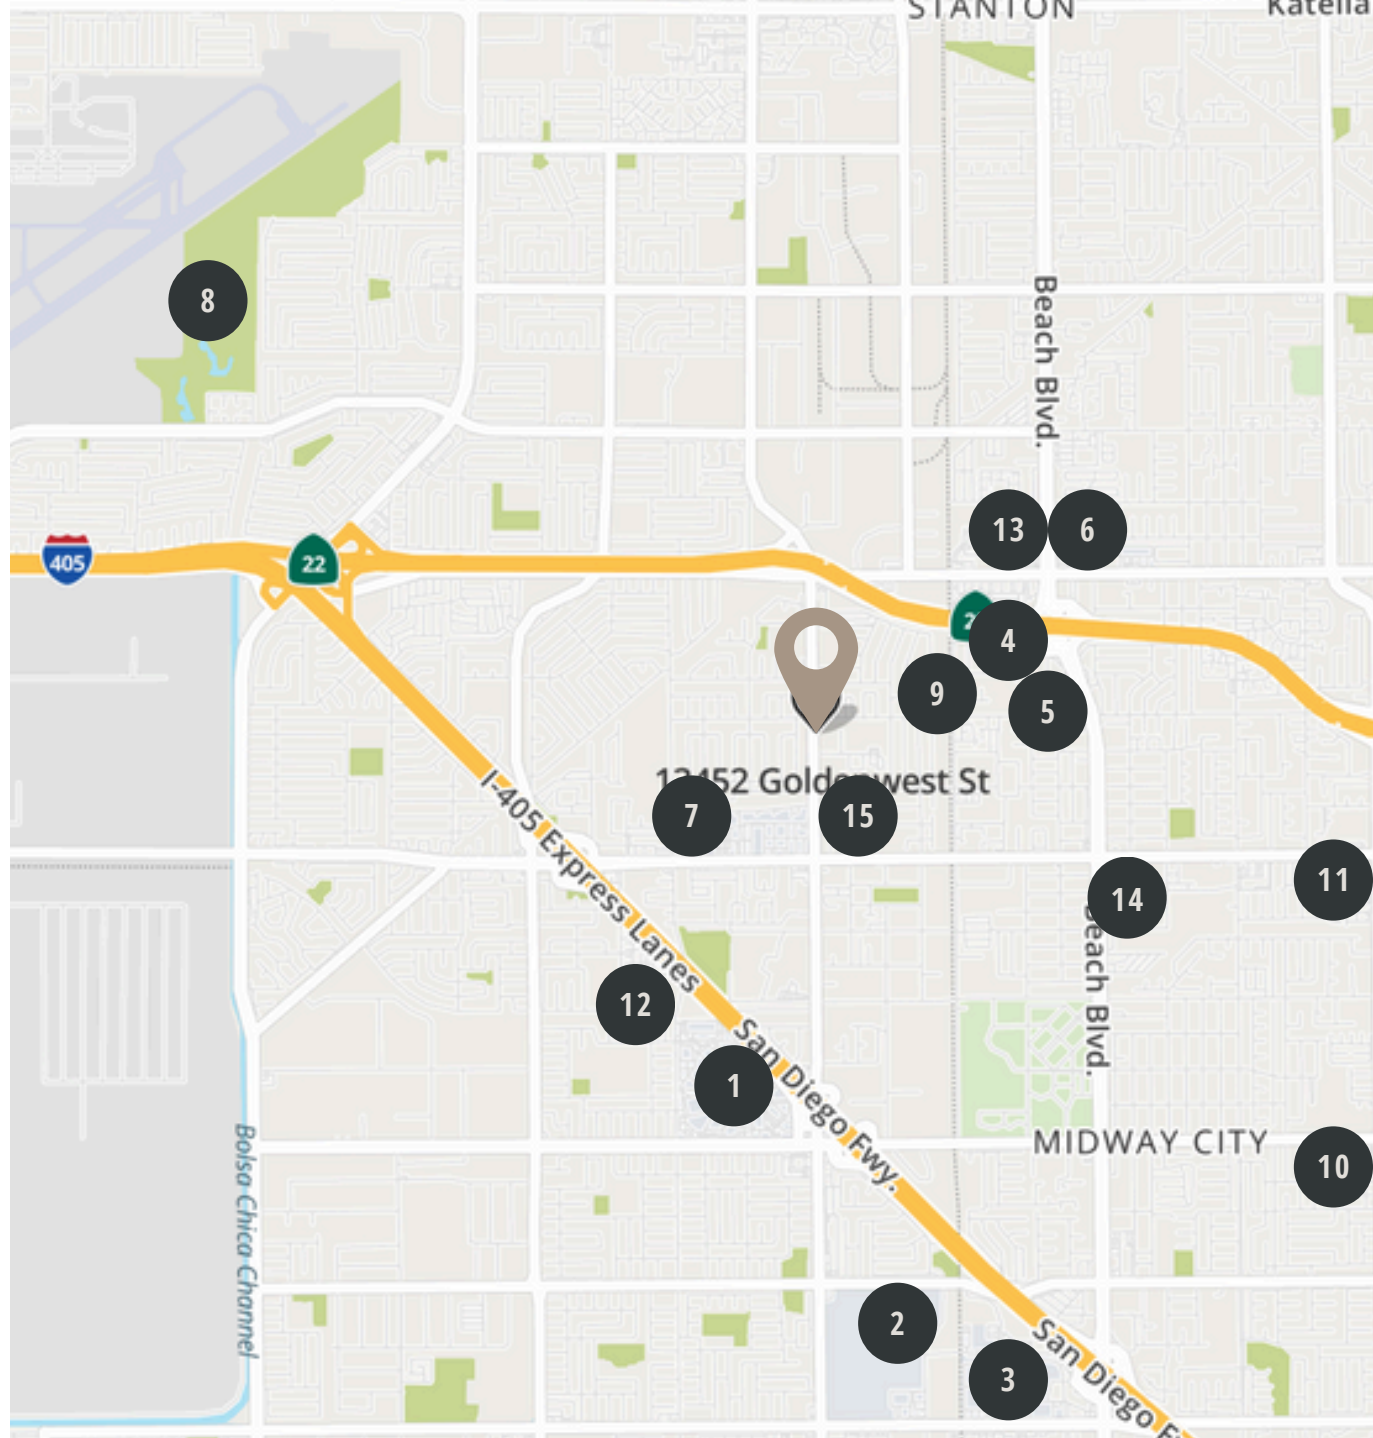 STANTON
Katella
Beach Blvd.
8
13
6
405
22
4
9
5
13452 Goldenwest St
7
15
I-405 Express Lanes
11
14
Beach Blvd.
12
San Diego Fwy.
1
MIDWAY CITY
10
Bolsa Chica Channel
2
San Diego F
3